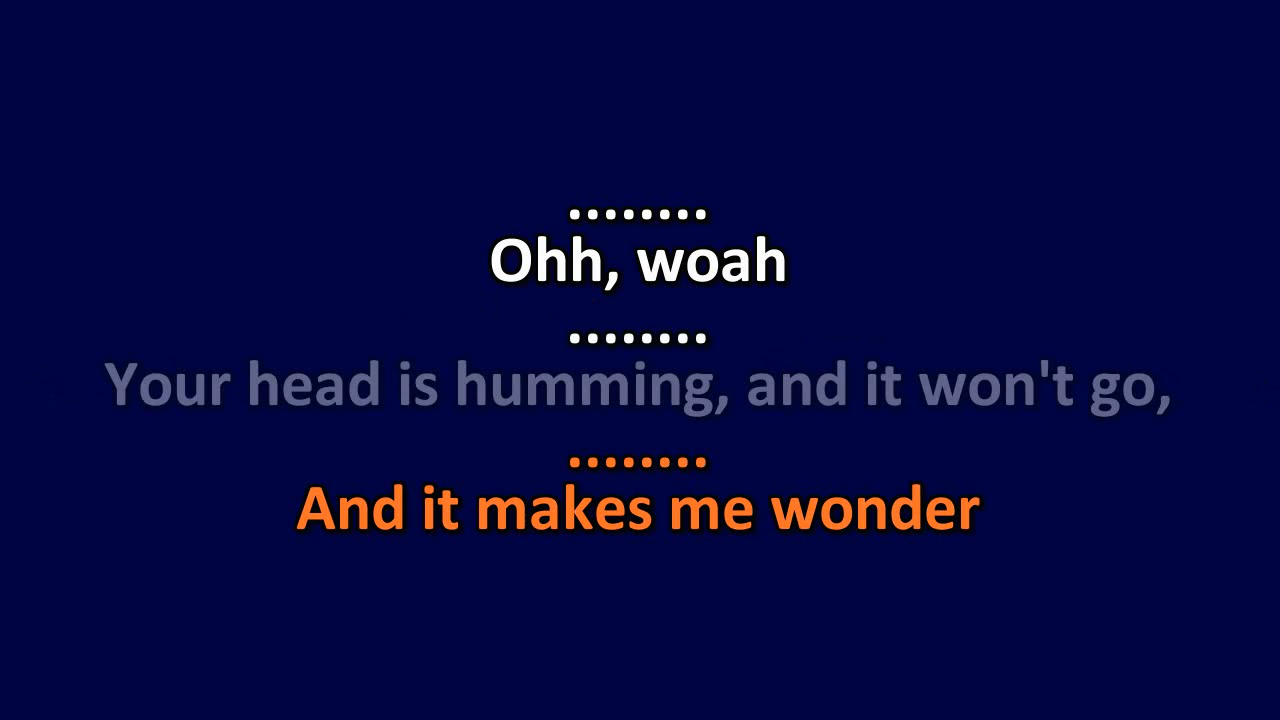 ........
Ohh, woah
........
Your head is humming, and it won't go,
........
And it makes me wonder